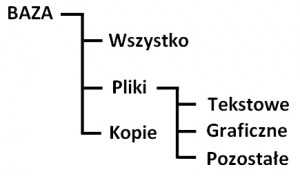 BAZA
Wszystko
Pliki
Tekstowe
Graficzne
Pozostałe
Kopie